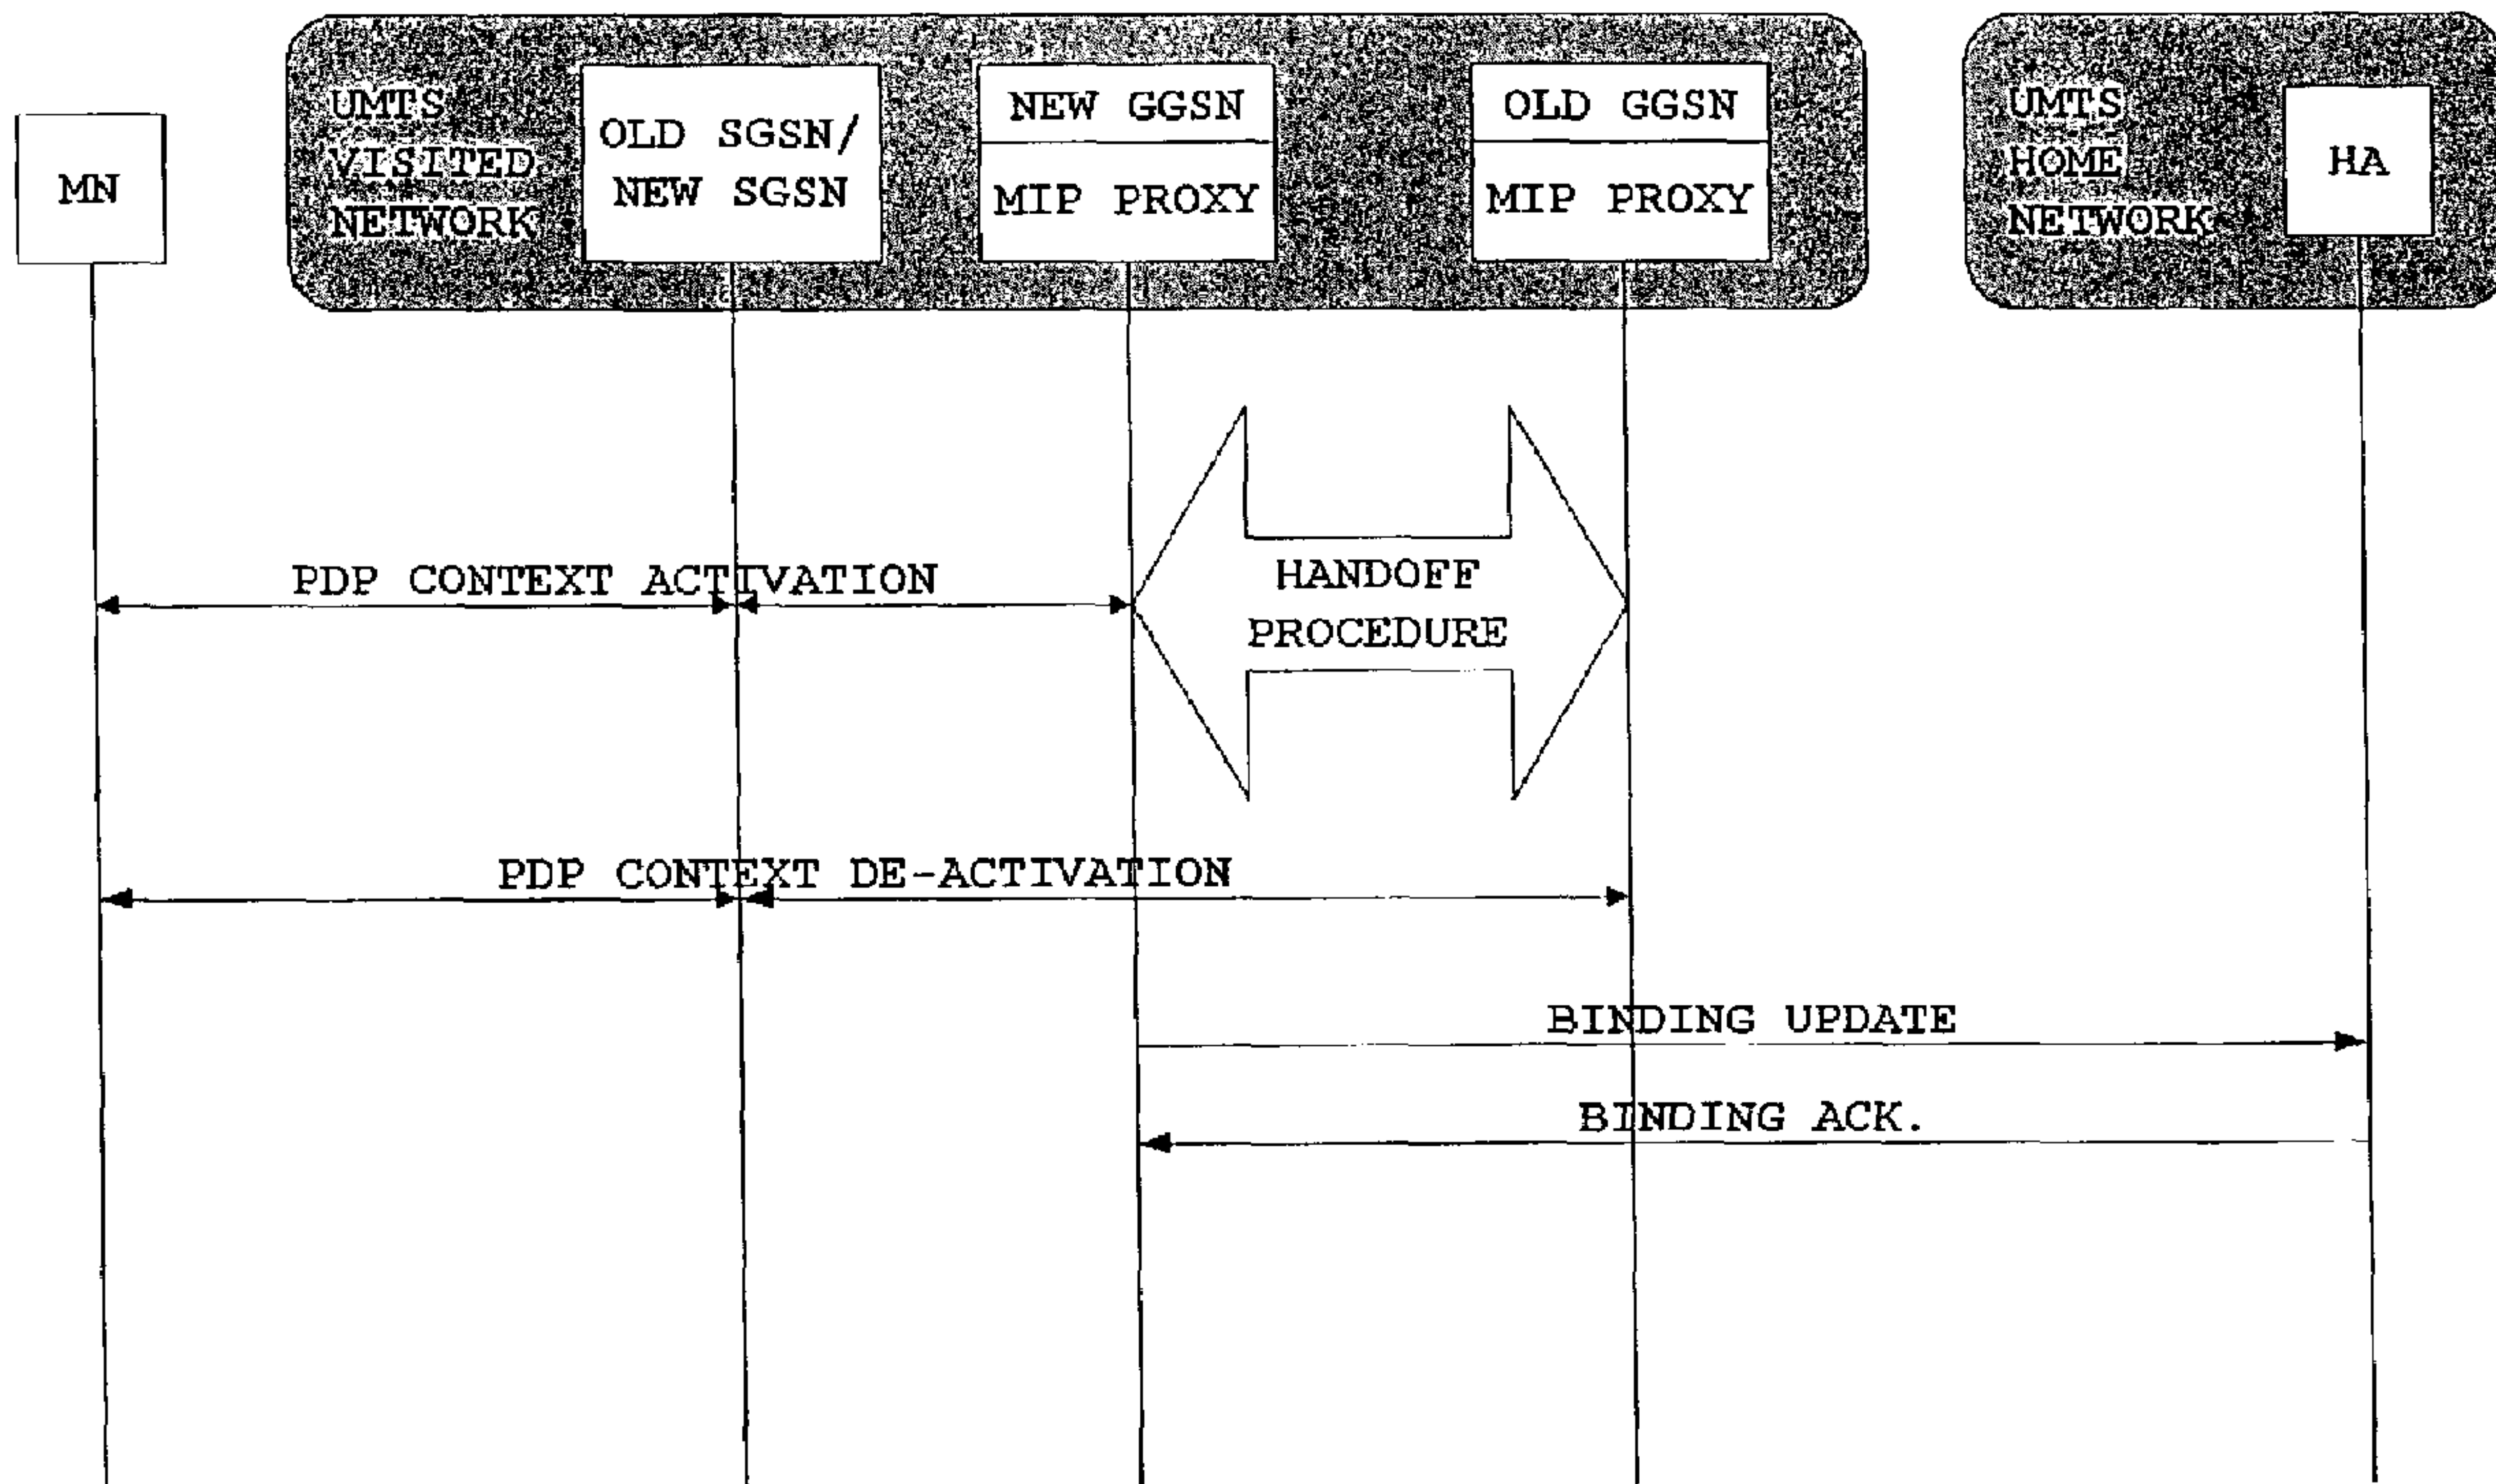 MN
UMTS
VISITED
NETWORK
OLD SGSN/
NEW SGSN
NEW GGSN
MIP PROXY
OLD GGSN
MIP PROXY
UMTS
HOME
NETWORK
HA
PDP CONTEXT ACTIVATION
HANDOFF
PROCEDURE
PDP CONTEXT DE-ACTIVATION
BINDING UPDATE
BINDING ACK.